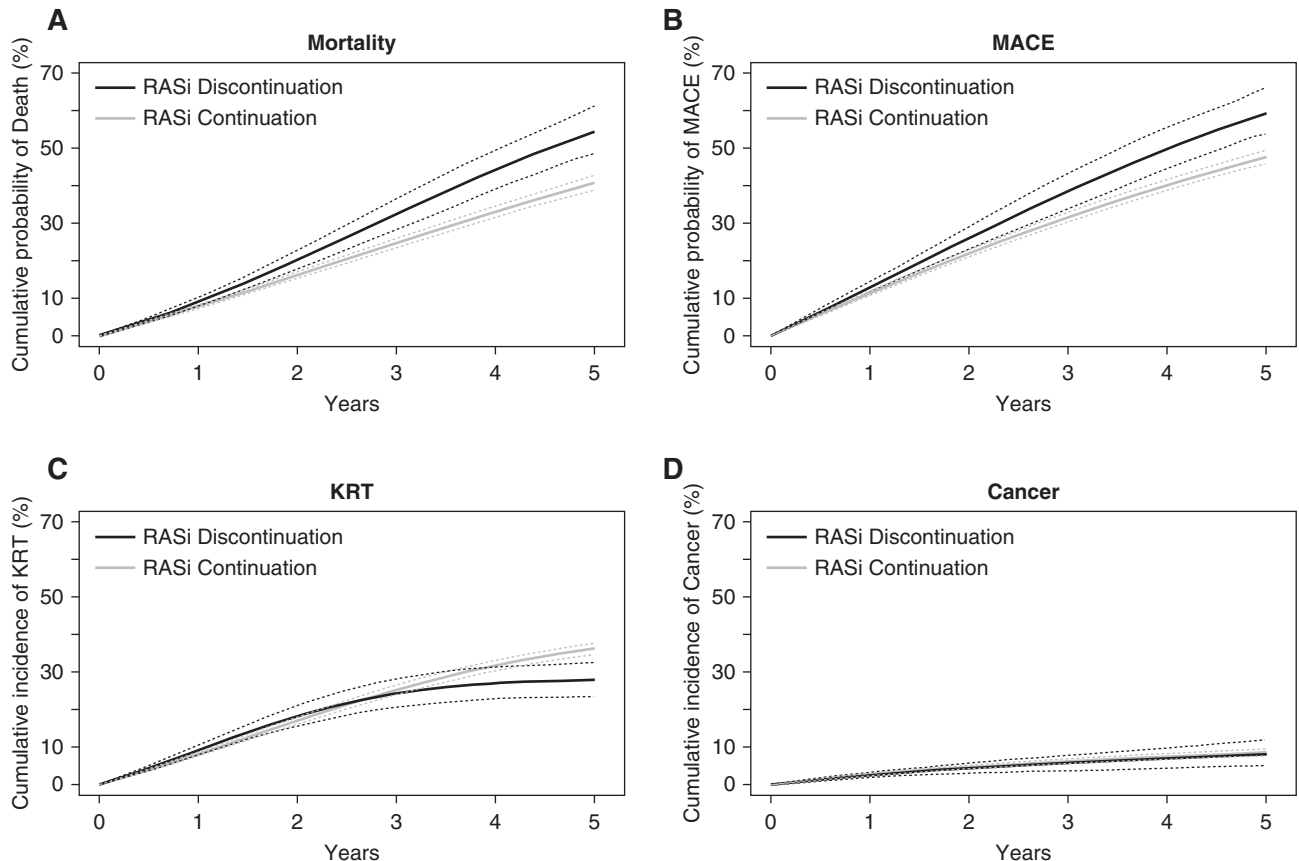 A
Mortality
Cumulative probability of Death (%)
70
50
30
10
0
RASi Discontinuation
RASi Continuation
0 1 2 3 4 5
Years
B
MACE
Cumulative probability of MACE (%)
70
50
30
10
0
RASi Discontinuation
RASi Continuation
0 1 2 3 4 5
Years
C
KRT
Cumulative incidence of KRT (%)
70
50
30
10
0
RASi Discontinuation
RASi Continuation
0 1 2 3 4 5
Years
D
Cancer
Cumulative incidence of Cancer (%)
70
50
30
10
0
RASi Discontinuation
RASi Continuation
0 1 2 3 4 5
Years